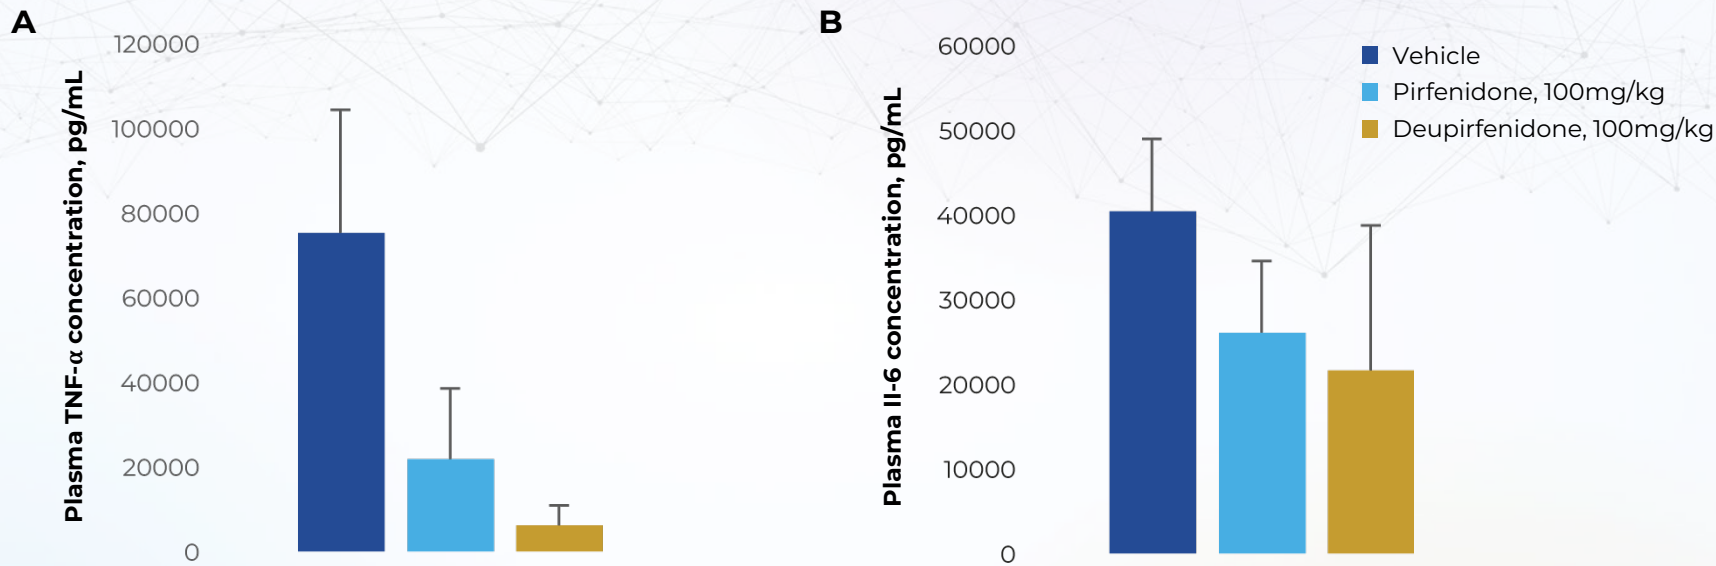 A
Plasma TNF-α concentration, pg/mL
120000
100000
80000
60000
40000
20000
0
B
Plasma Il-6 concentration, pg/mL
60000
50000
40000
30000
20000
10000
0
Vehicle
Pirfenidone, 100mg/kg
Deupirfenidone, 100mg/kg